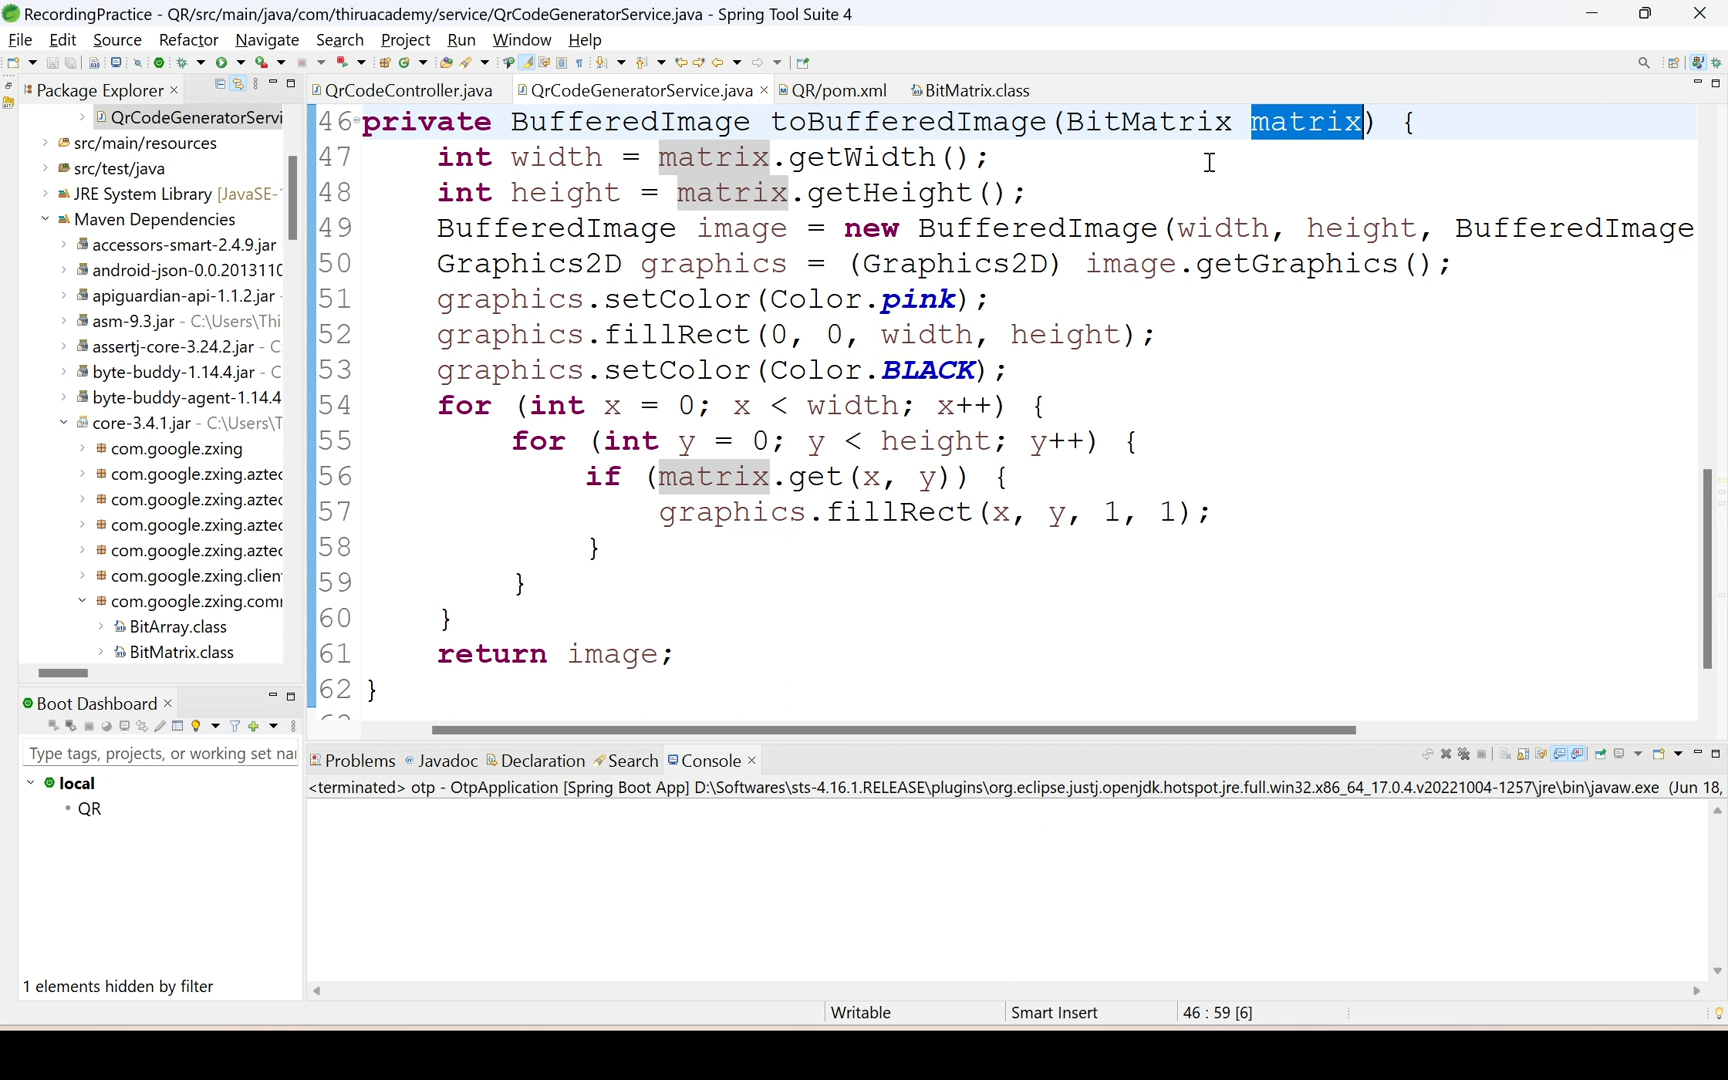 RecordingPractice - QR/src/main/java/com/thiruacademy/service/QrCodeGeneratorService.java - Spring Tool Suite 4
File Edit Source Refactor Navigate Search Project Run Window Help
Package Explorer
QrCodeGeneratorServi
src/main/resources
src/test/java
JRE System Library [JavaSE-
Maven Dependencies
accessors-smart-2.4.9.jar
android-json-0.0.2013110
apiguardian-api-1.1.2.jar -
asm-9.3.jar - C:\Users\Thi
assertj-core-3.24.2.jar - C:
byte-buddy-1.14.4.jar - C
byte-buddy-agent-1.14.4
core-3.4.1.jar - C:\Users\T
com.google.zxing
com.google.zxing.aztec
com.google.zxing.aztec
com.google.zxing.aztec
com.google.zxing.aztec
com.google.zxing.clien
com.google.zxing.com
BitArray.class
BitMatrix.class
QrCodeController.java QrCodeGeneratorService.java QR/pom.xml BitMatrix.class
46 private BufferedImage toBufferedImage(BitMatrix matrix) {
47 int width = matrix.getWidth();
48 int height = matrix.getHeight();
49 BufferedImage image = new BufferedImage(width, height, BufferedImage
50 Graphics2D graphics = (Graphics2D) image.getGraphics();
51 graphics.setColor(Color.pink);
52 graphics.fillRect(0, 0, width, height);
53 graphics.setColor(Color.BLACK);
54 for (int x = 0; x < width; x++) {
55 for (int y = 0; y < height; y++) {
56 if (matrix.get(x, y)) {
57 graphics.fillRect(x, y, 1, 1);
58 }
59 }
60 }
61 return image;
62 }
Boot Dashboard
Type tags, projects, or working set nar
local
QR
1 elements hidden by filter
Problems Javadoc Declaration Search Console
<terminated> otp - OtpApplication [Spring Boot App] D:\Softwares\sts-4.16.1.RELEASE\plugins\org.eclipse.justj.openjdk.hotspot.jre.full.win32.x86_64_17.0.4.v20221004-1257\jre\bin\javaw.exe (Jun 18,
Writable Smart Insert 46 : 59 [6]